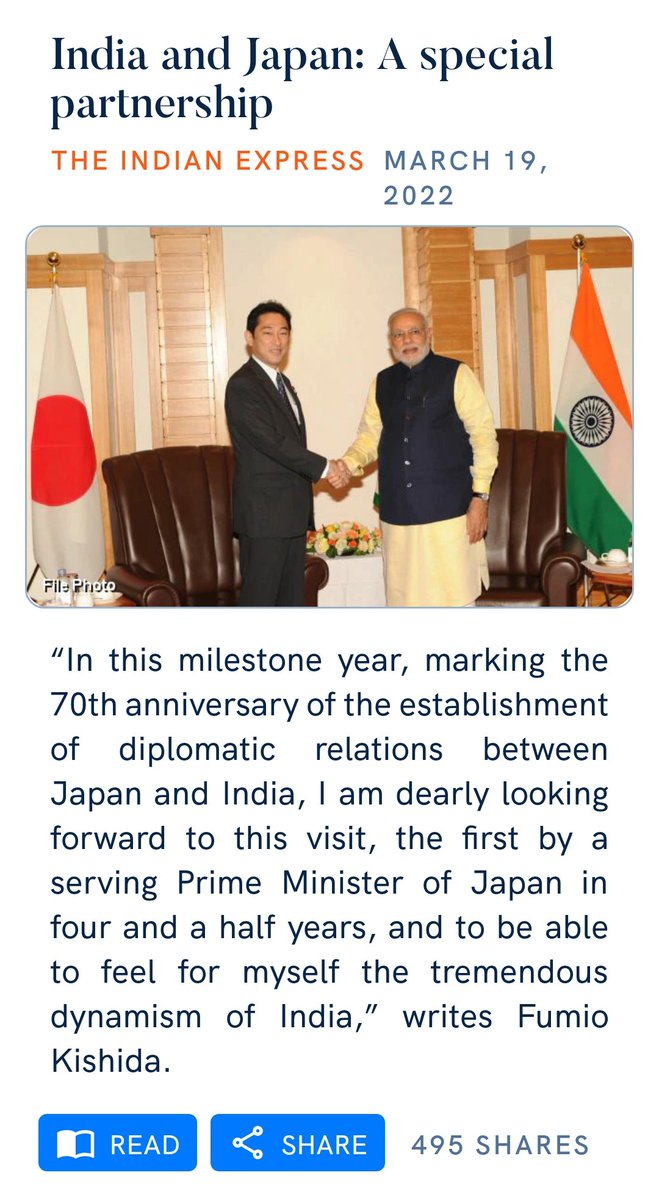 India and Japan: A special
partnership
THE INDIAN EXPRESS MARCH 19,
2022
File Photo
“In this milestone year, marking the
70th anniversary of the establishment
of diplomatic relations between
Japan and India, I am dearly looking
forward to this visit, the first by a
serving Prime Minister of Japan in
four and a half years, and to be able
to feel for myself the tremendous
dynamism of India,” writes Fumio
Kishida.
READ SHARE 495 SHARES